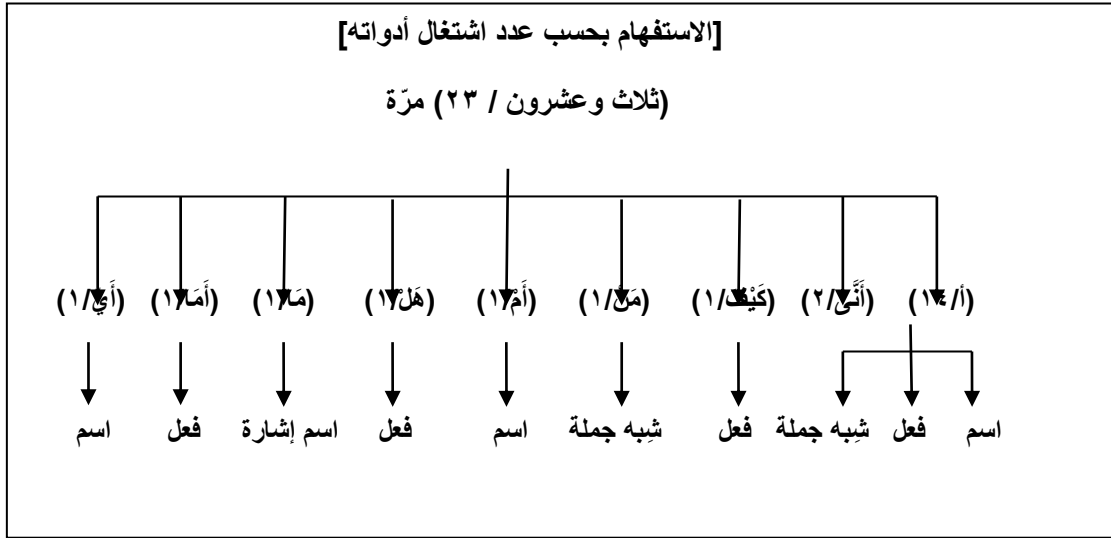 [الاستفهام بحسب عدد اشتغال أدواته]
(ثلاث وعشرون / ٢٣) مرّة
(أ/١٤) (أَنَّى/٢) (كَيْفَ/١) (مَنْ/١) (أَمْ/١) (هَلْ/١) (مَا/١) (أَمَا/١) (أَيْ/١)
اسم فعل شِبه جملة فعل شِبه جملة اسم فعل اسم إشارة فعل اسم